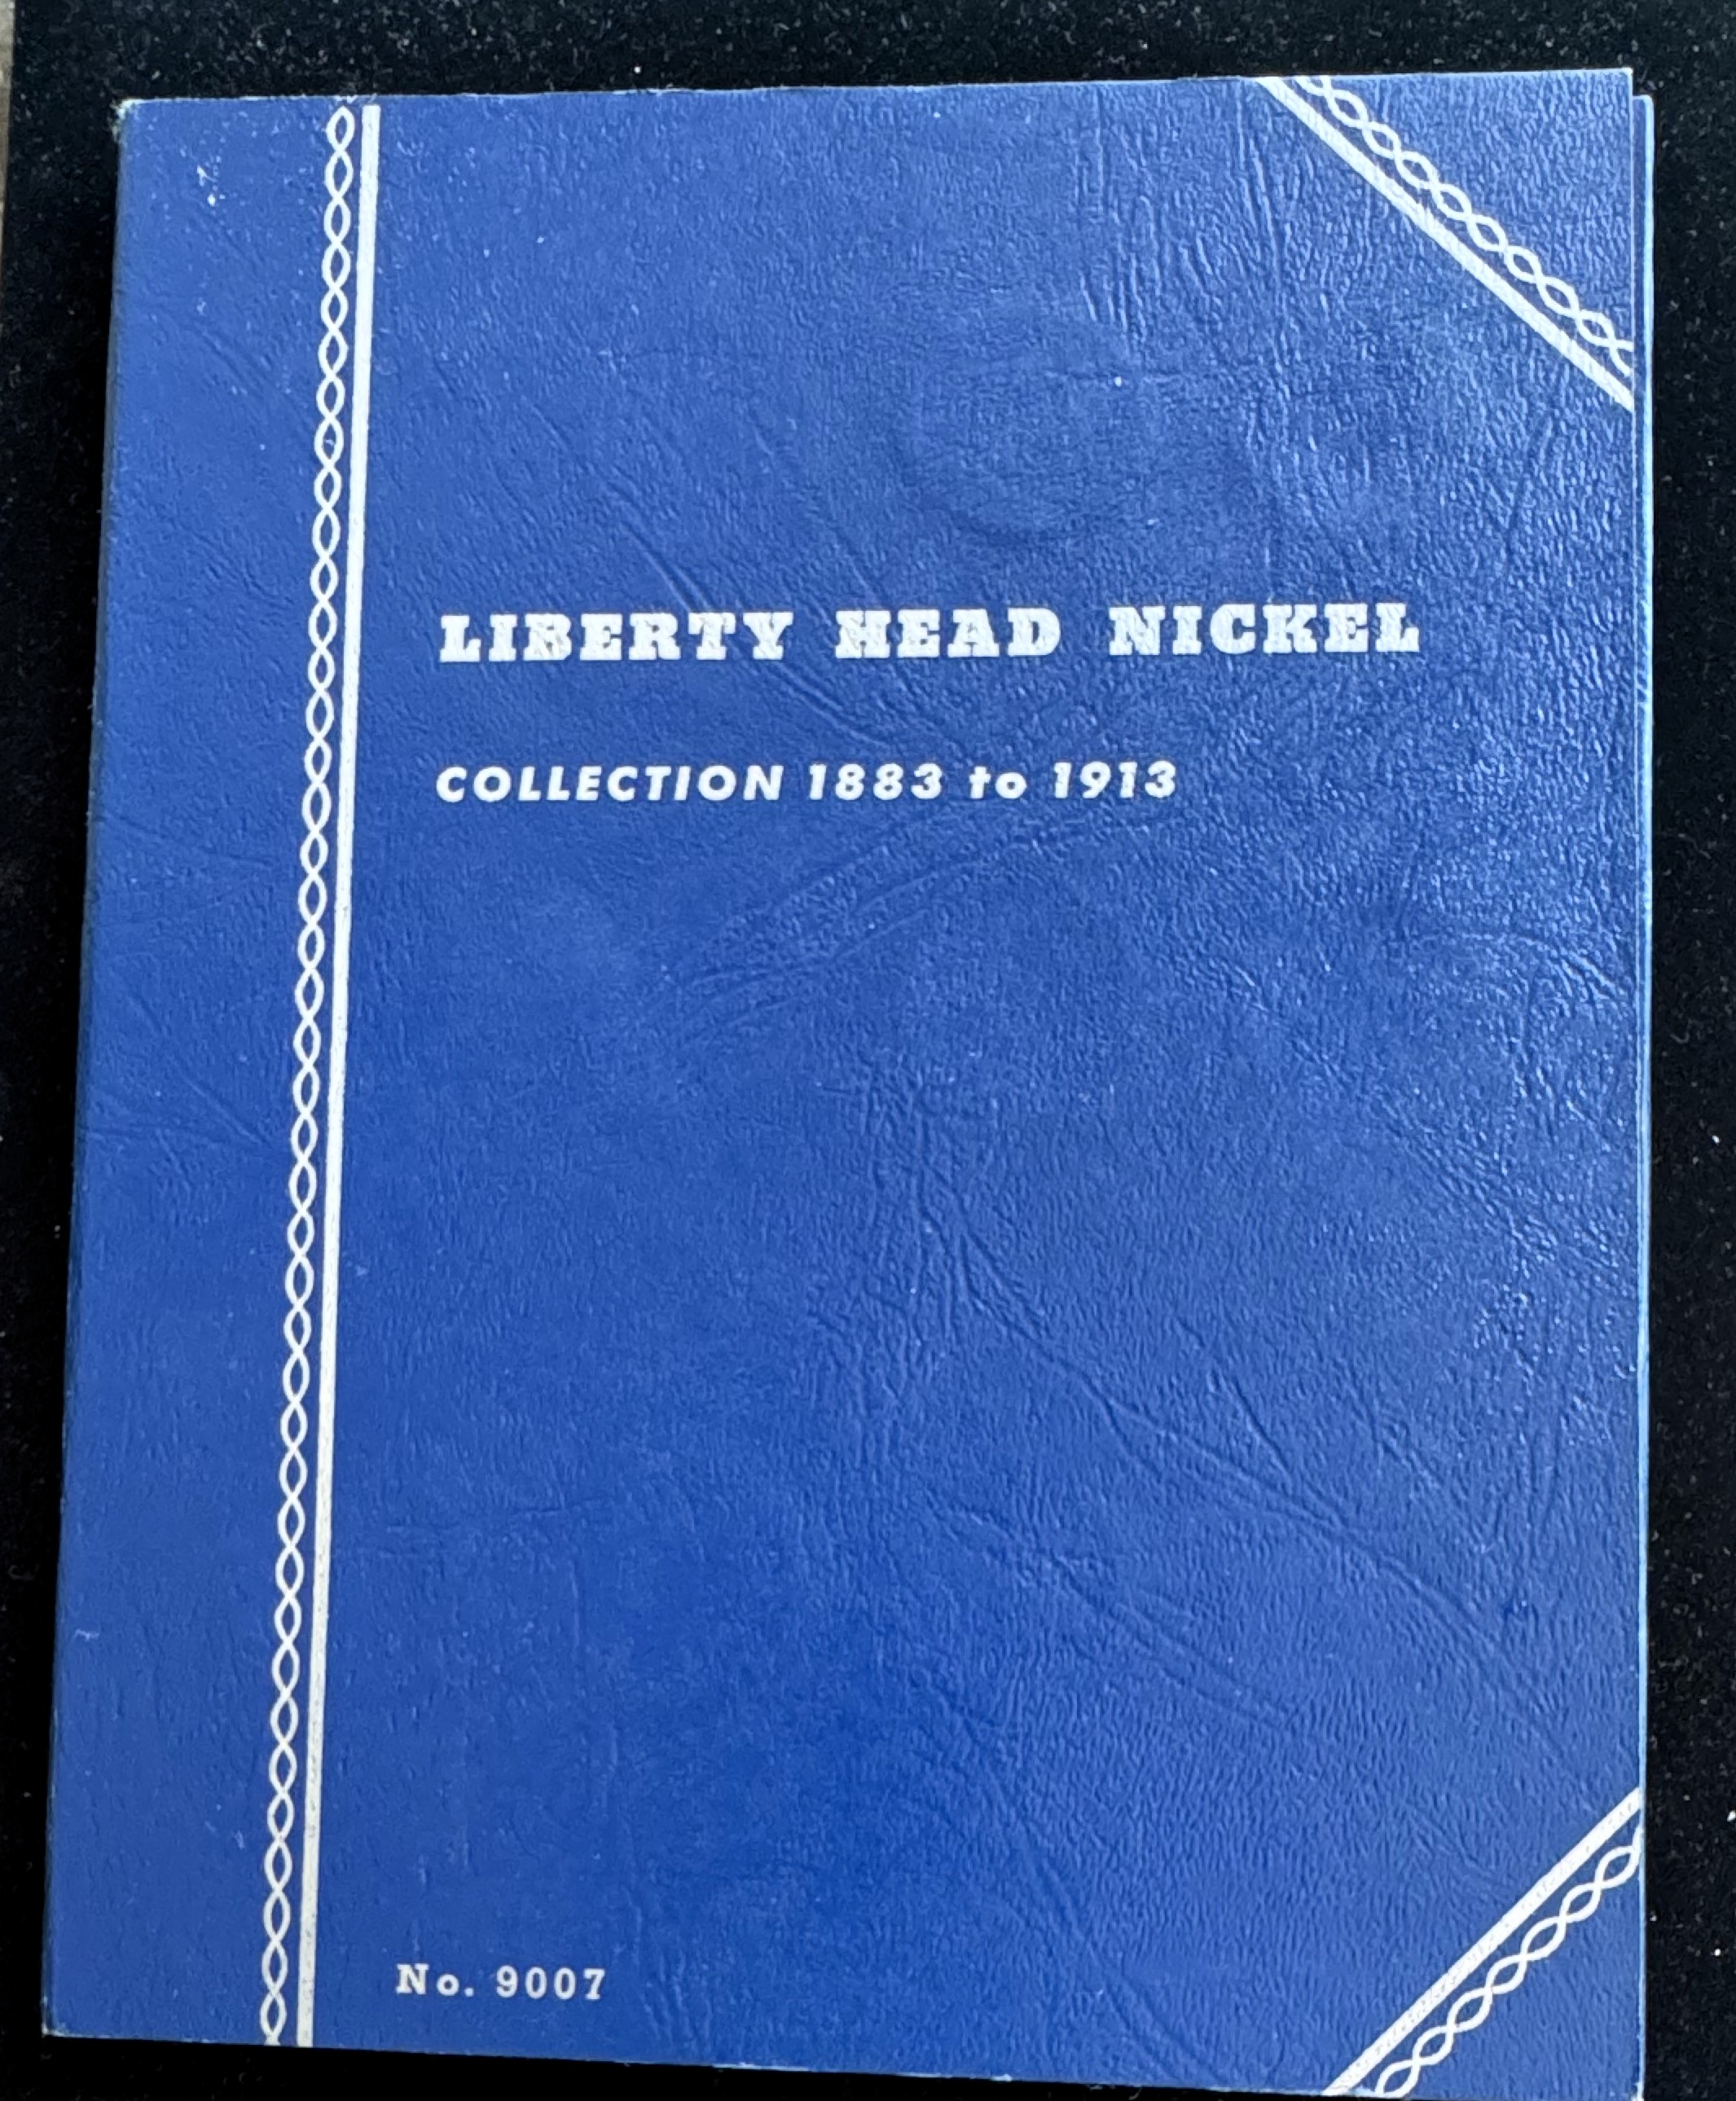 LIBERTY HEAD NICKEL
COLLECTION 1883 to 1913
No. 9007